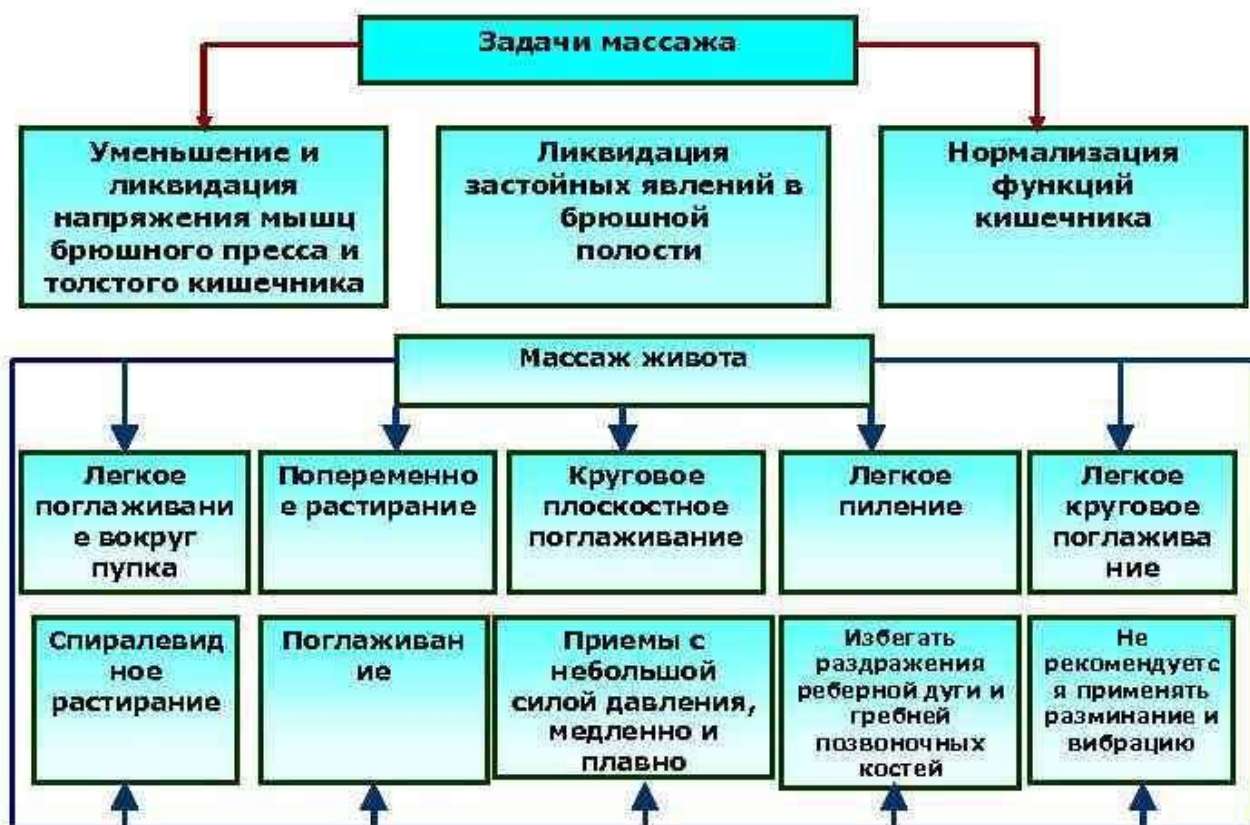 Задачи массажа
Уменьшение и
ликвидация
напряжения мышц
брюшного пресса и
толстого кишечника
Ликвидация
застойных явлений в
брюшной
полости
Нормализация
функций
кишечника
Массаж живота
Легкое
поглаживани
е вокруг
пупка
Попеременно
е растирание
Круговое
плоскостное
поглаживание
Легкое
пиление
Легкое
круговое
поглажива
ние
Спиралевид
ное
растирание
Поглаживан
ие
Приемы с
небольшой
силой давления,
медленно и
плавно
Избегать
раздражения
реберной дуги и
гребней
позвоночных
костей
Не
рекомендуетс
я применять
разминание и
вибрацию